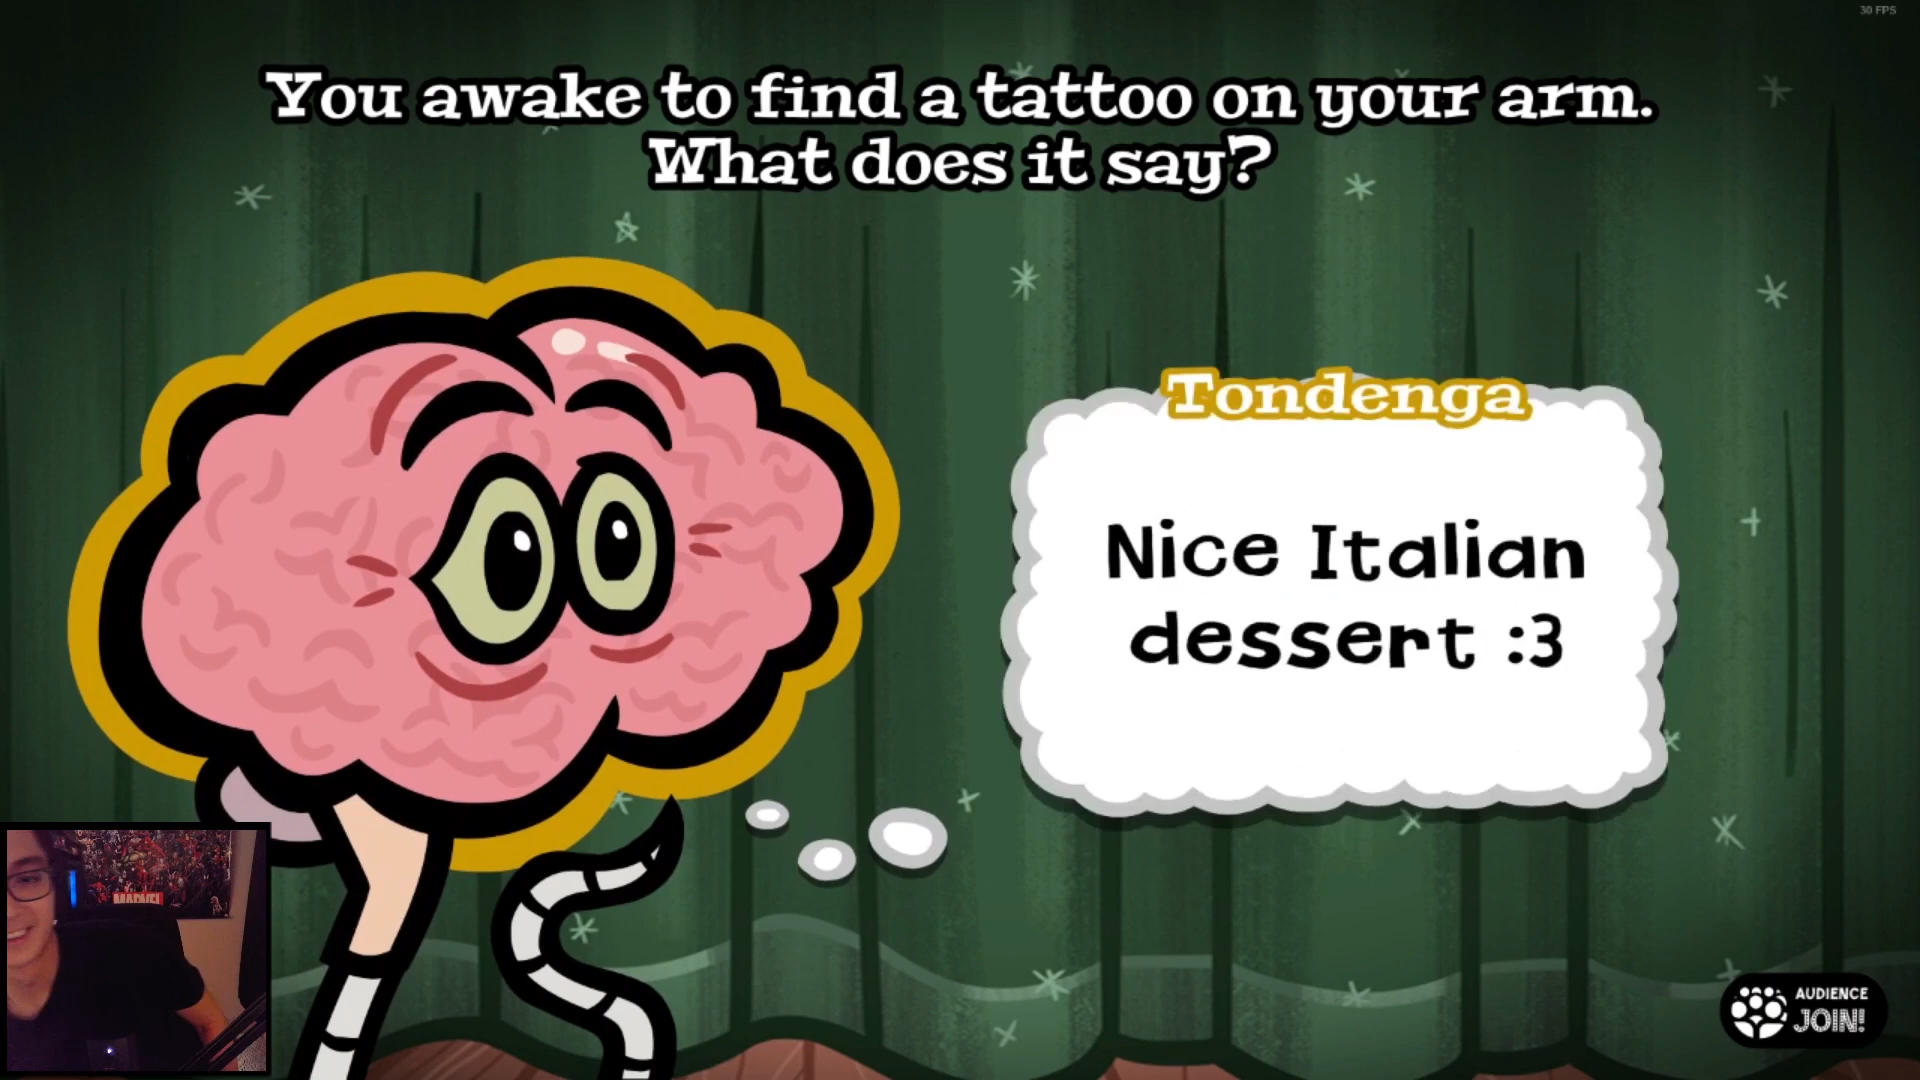 30 FPS
You awake to find a tattoo on your arm.
What does it say?
Tondenga
Nice Italian
dessert :3
MARVEL
AUDIENCE
JOIN!